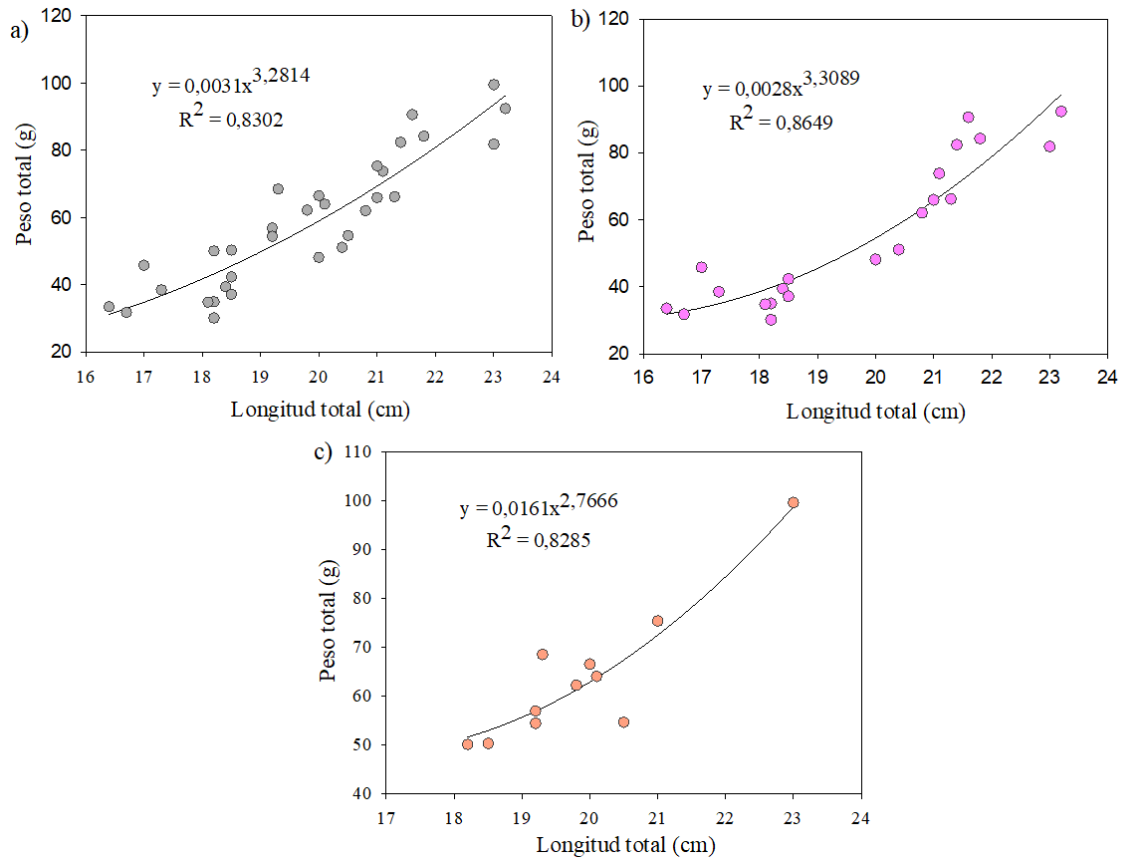 a)
y = 0,0031x^3,2814
R^2 = 0,8302
Peso total (g)
120
100
80
60
40
20
16 17 18 19 20 21 22 23 24
Longitud total (cm)
b)
y = 0,0028x^3,3089
R^2 = 0,8649
Peso total (g)
120
100
80
60
40
20
16 17 18 19 20 21 22 23 24
Longitud total (cm)
c)
y = 0,0161x^2,7666
R^2 = 0,8285
Peso total (g)
110
100
90
80
70
60
50
40
17 18 19 20 21 22 23 24
Longitud total (cm)